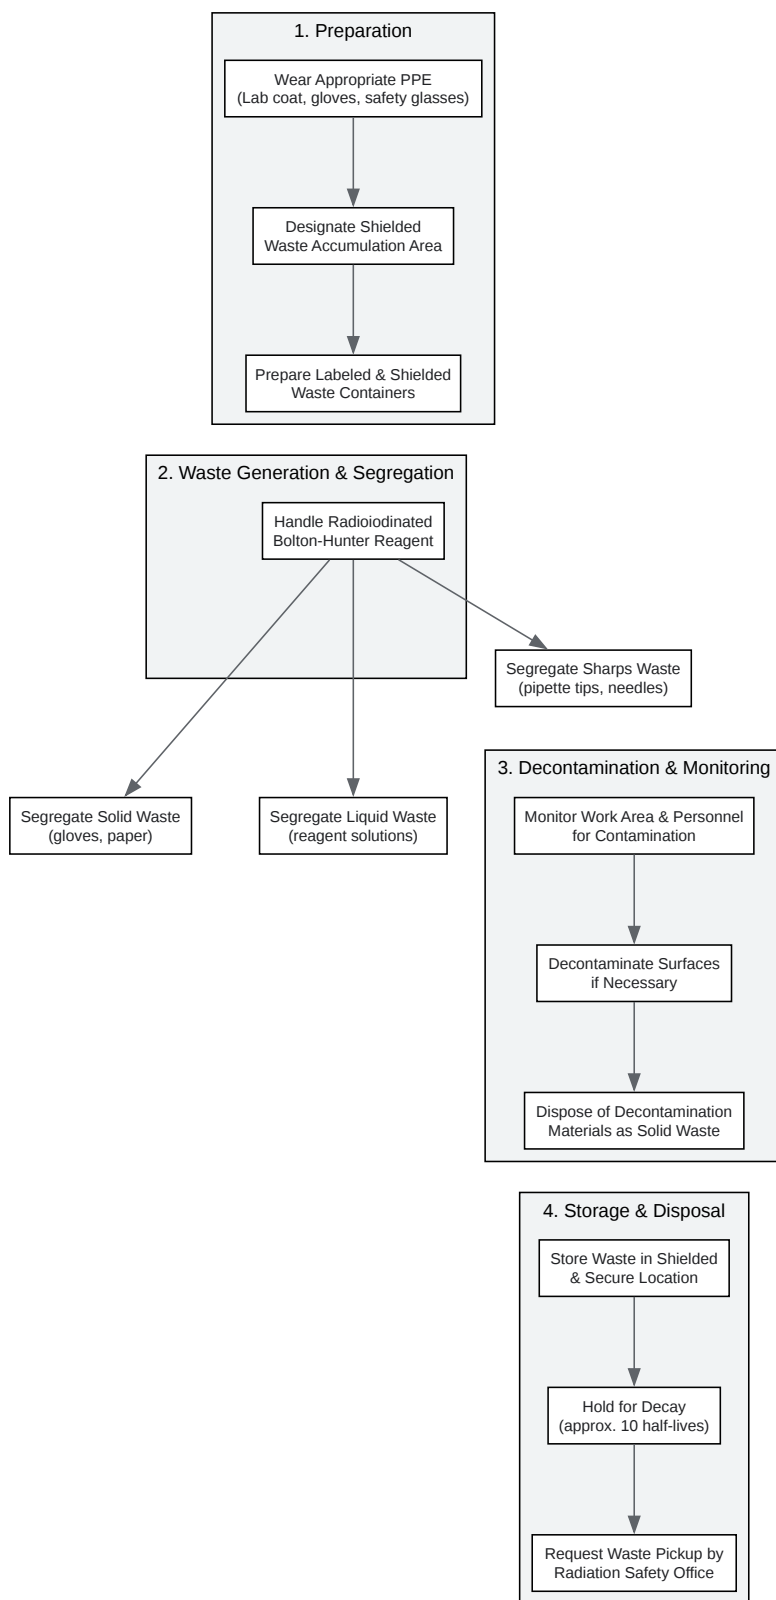 1. Preparation
Wear Appropriate PPE
(Lab coat, gloves, safety glasses)
Designate Shielded
Waste Accumulation Area
Prepare Labeled & Shielded
Waste Containers
2. Waste Generation & Segregation
Handle Radioiodinated
Bolton-Hunter Reagent
Segregate Sharps Waste
(pipette tips, needles)
Segregate Solid Waste
(gloves, paper)
Segregate Liquid Waste
(reagent solutions)
3. Decontamination & Monitoring
Monitor Work Area & Personnel
for Contamination
Decontaminate Surfaces
if Necessary
Dispose of Decontamination
Materials as Solid Waste
4. Storage & Disposal
Store Waste in Shielded
& Secure Location
Hold for Decay
(approx. 10 half-lives)
Request Waste Pickup by
Radiation Safety Office